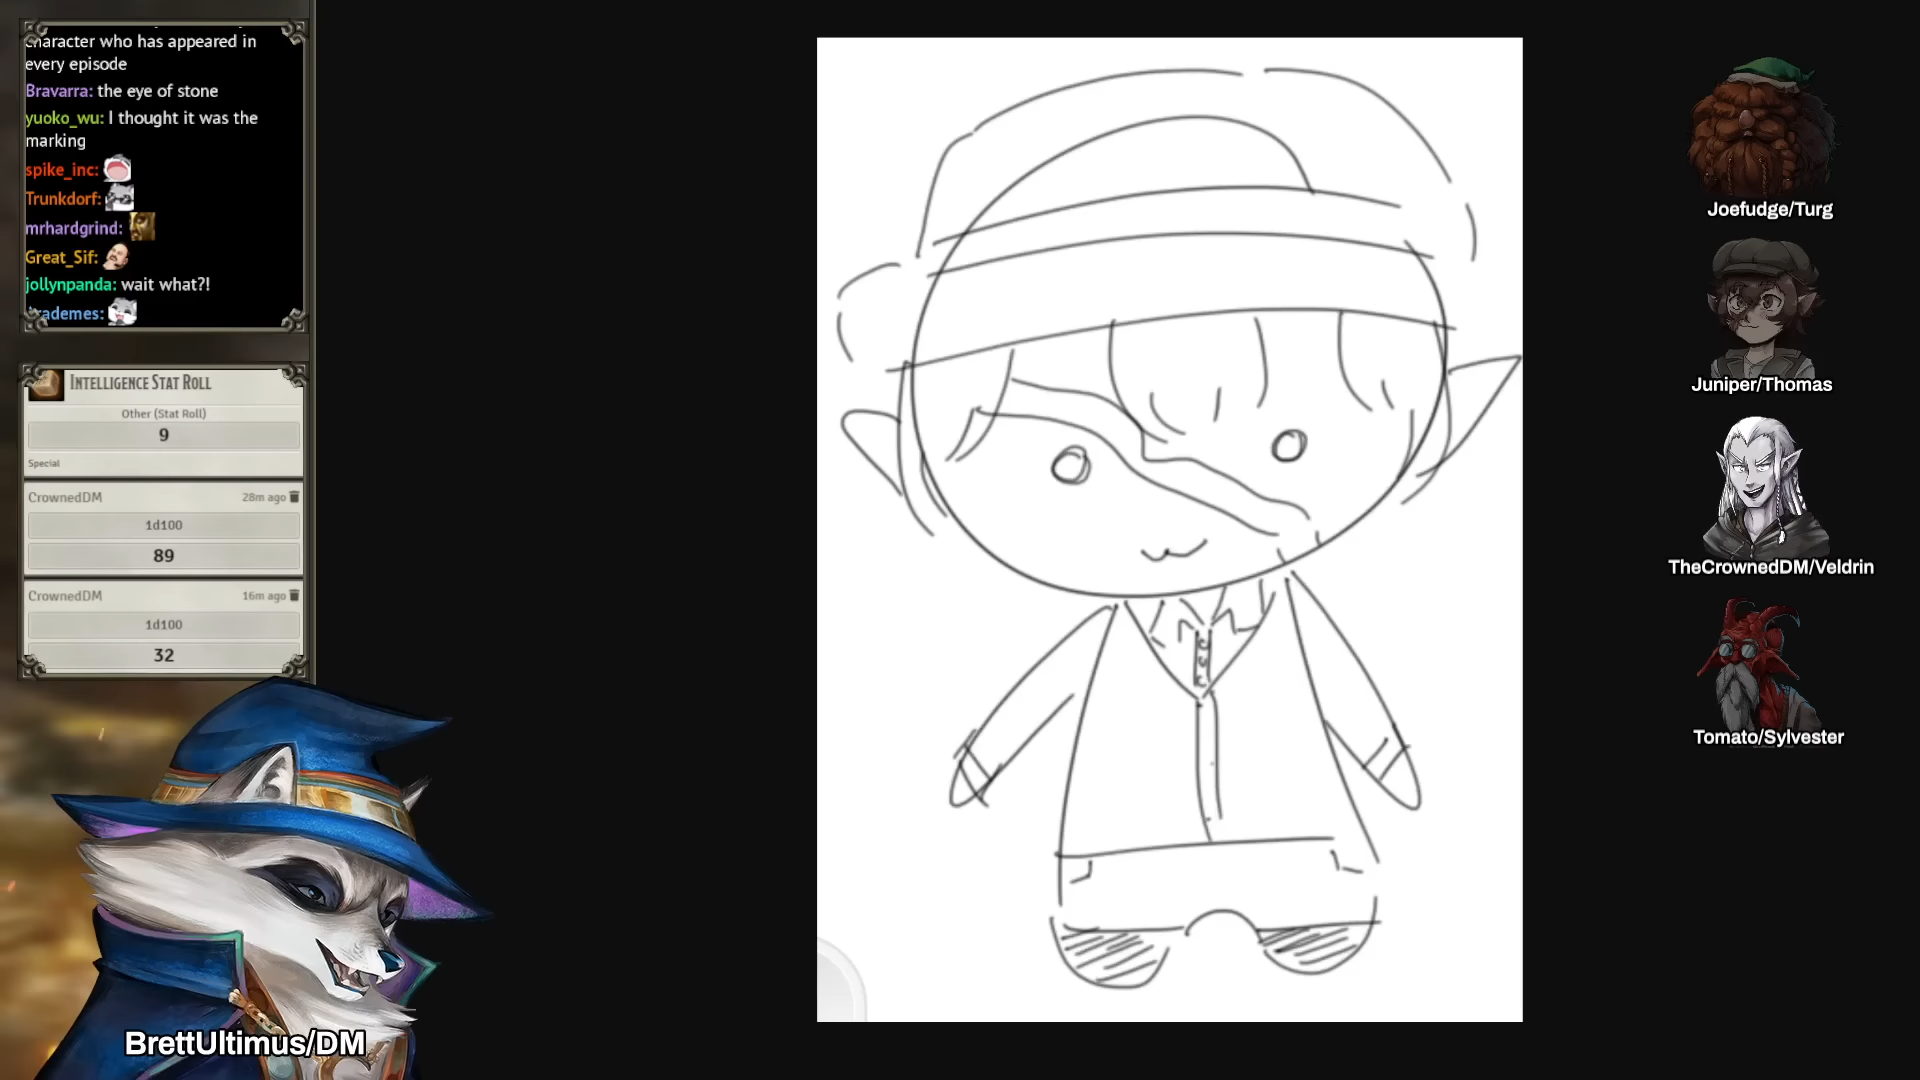 character who has appeared in
every episode
Bravarra: the eye of stone
yuoko_wu: I thought it was the
marking
spike_inc:
Trunkdorf:
mrhardgrind:
Great_Sif:
jollynpanda: wait what?!
INTELLIGENCE STAT ROLL
Other (Stat Roll)
9
Special
CrownedDM 28m ago
1d100
89
CrownedDM 16m ago
1d100
32
BrettUltimus/DM
Joefudge/Turg
Juniper/Thomas
TheCrownedDM/Veldrin
Tomato/Sylvester